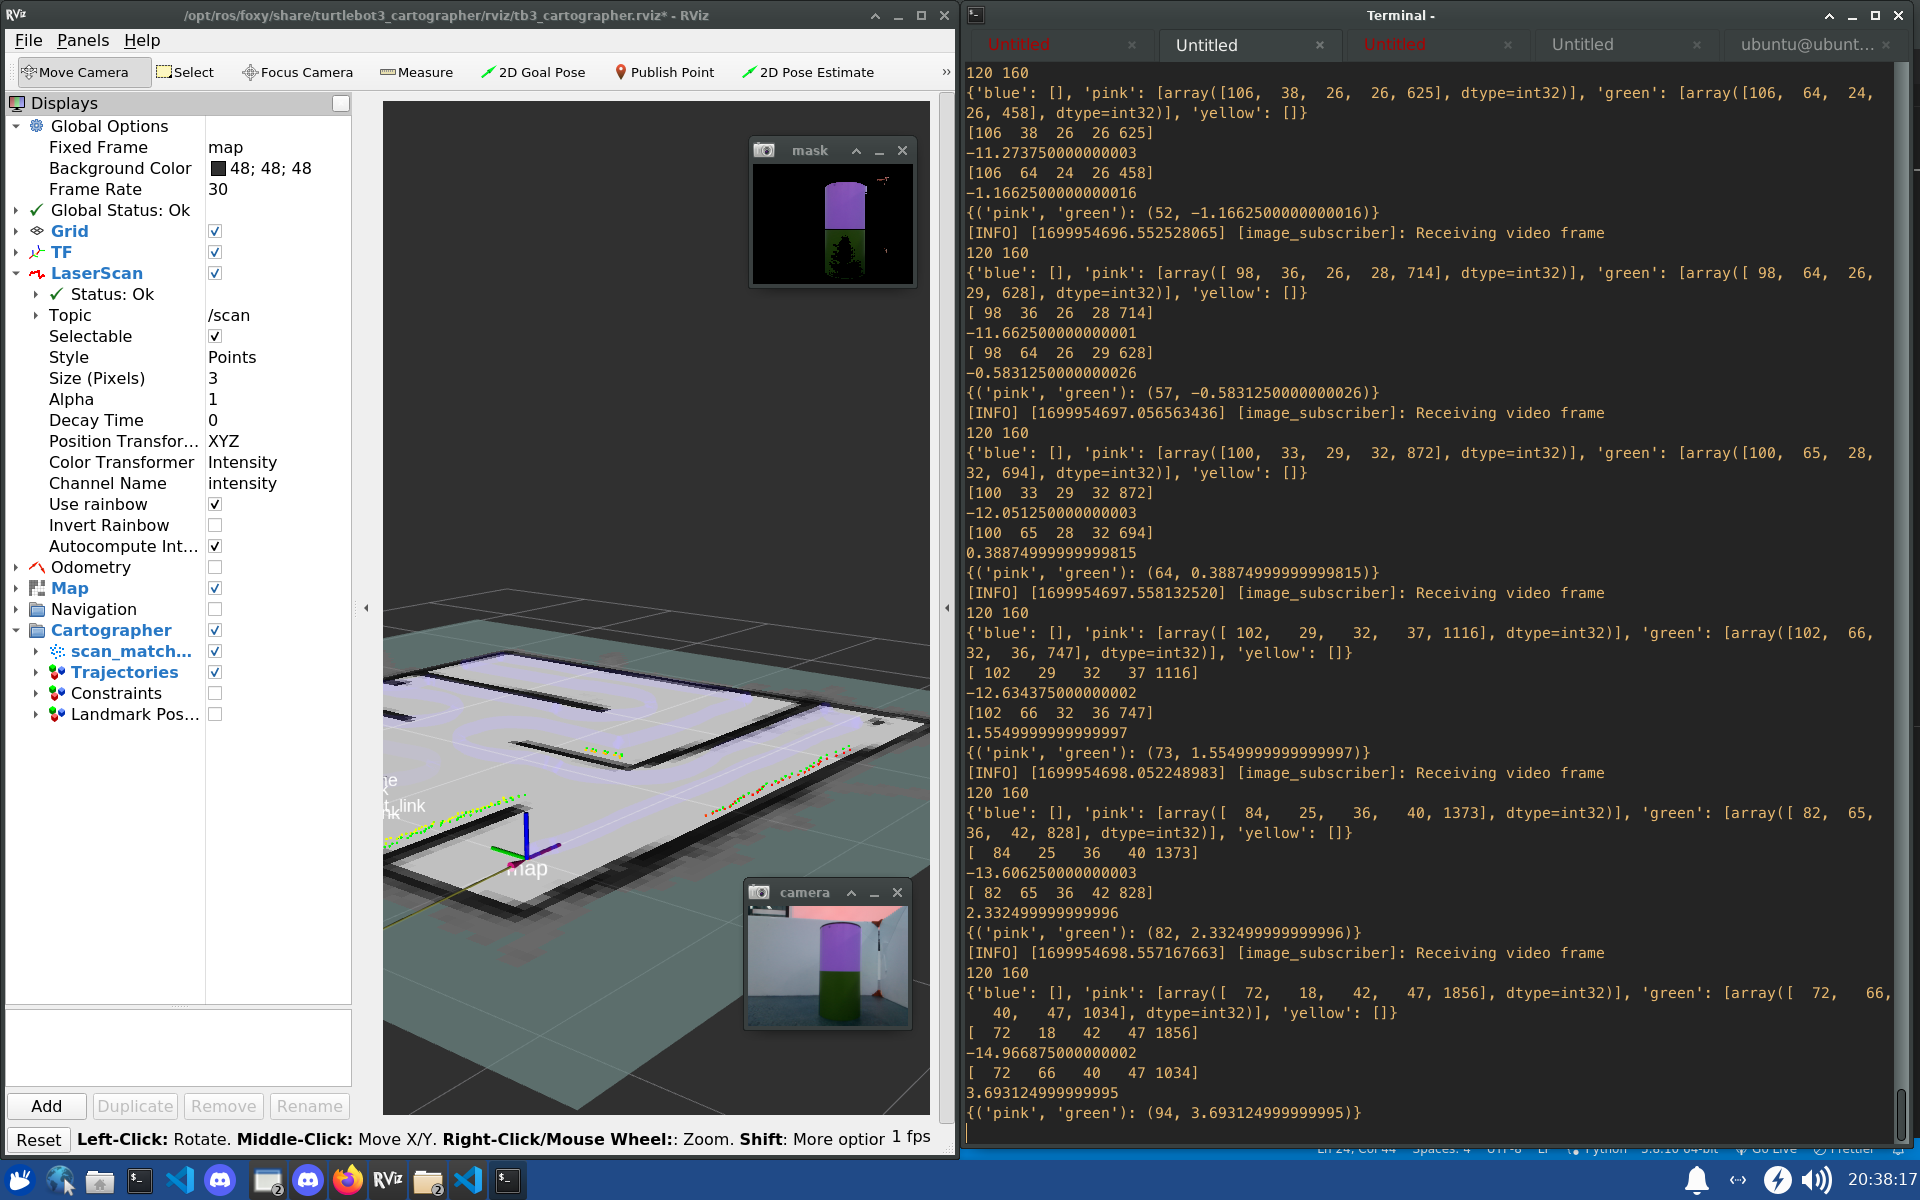 /opt/ros/foxy/share/turtlebot3_cartographer/rviz/tb3_cartographer.rviz* - RViz
File Panels Help
Move Camera Select Focus Camera Measure 2D Goal Pose Publish Point 2D Pose Estimate »
Displays
Global Options
Fixed Frame map
Background Color 48; 48; 48
Frame Rate 30
Global Status: Ok
Grid
TF
LaserScan
Status: Ok
Topic /scan
Selectable
Style Points
Size (Pixels) 3
Alpha 1
Decay Time 0
Position Transfor... XYZ
Color Transformer Intensity
Channel Name intensity
Use rainbow
Invert Rainbow
Autocompute Int...
Odometry
Map
Navigation
Cartographer
scan_match...
Trajectories
Constraints
Landmark Pos...
Add Duplicate Remove Rename
Reset Left-Click: Rotate. Middle-Click: Move X/Y. Right-Click/Mouse Wheel:: Zoom. Shift: More option 1 fps
mask
map
camera
Terminal -
Untitled Untitled Untitled Untitled ubuntu@ubunt...
120 160
{'blue': [], 'pink': [array([106,  38,  26,  26, 625], dtype=int32)], 'green': [array([106,  64,  24,
26, 458], dtype=int32)], 'yellow': []}
[106  38  26  26 625]
-11.273750000000003
[106  64  24  26 458]
-1.1662500000000016
{('pink', 'green'): (52, -1.1662500000000016)}
[INFO] [1699954696.552528065] [image_subscriber]: Receiving video frame
120 160
{'blue': [], 'pink': [array([ 98,  36,  26,  28, 714], dtype=int32)], 'green': [array([ 98,  64,  26,
29, 628], dtype=int32)], 'yellow': []}
[ 98  36  26  28 714]
-11.662500000000001
[ 98  64  26  29 628]
-0.5831250000000026
{('pink', 'green'): (57, -0.5831250000000026)}
[INFO] [1699954697.056563436] [image_subscriber]: Receiving video frame
120 160
{'blue': [], 'pink': [array([100,  33,  29,  32, 872], dtype=int32)], 'green': [array([100,  65,  28,
32, 694], dtype=int32)], 'yellow': []}
[100  33  29  32 872]
-12.051250000000003
[100  65  28  32 694]
0.38874999999999815
{('pink', 'green'): (64, 0.38874999999999815)}
[INFO] [1699954697.558132520] [image_subscriber]: Receiving video frame
120 160
{'blue': [], 'pink': [array([ 102,   29,   32,   37, 1116], dtype=int32)], 'green': [array([102,  66,
32,  36, 747], dtype=int32)], 'yellow': []}
[ 102   29   32   37 1116]
-12.634375000000002
[102  66  32  36 747]
1.5549999999999997
{('pink', 'green'): (73, 1.5549999999999997)}
[INFO] [1699954698.052248983] [image_subscriber]: Receiving video frame
120 160
{'blue': [], 'pink': [array([  84,   25,   36,   40, 1373], dtype=int32)], 'green': [array([ 82,  65,
36,  42, 828], dtype=int32)], 'yellow': []}
[  84   25   36   40 1373]
-13.606250000000003
[ 82  65  36  42 828]
2.332499999999996
{('pink', 'green'): (82, 2.332499999999996)}
[INFO] [1699954698.557167663] [image_subscriber]: Receiving video frame
120 160
{'blue': [], 'pink': [array([  72,   18,   42,   47, 1856], dtype=int32)], 'green': [array([  72,   66,
40,   47, 1034], dtype=int32)], 'yellow': []}
[  72   18   42   47 1856]
-14.966875000000002
[  72   66   40   47 1034]
3.693124999999995
{('pink', 'green'): (94, 3.693124999999995)}
RViz
2
2
20:38:17